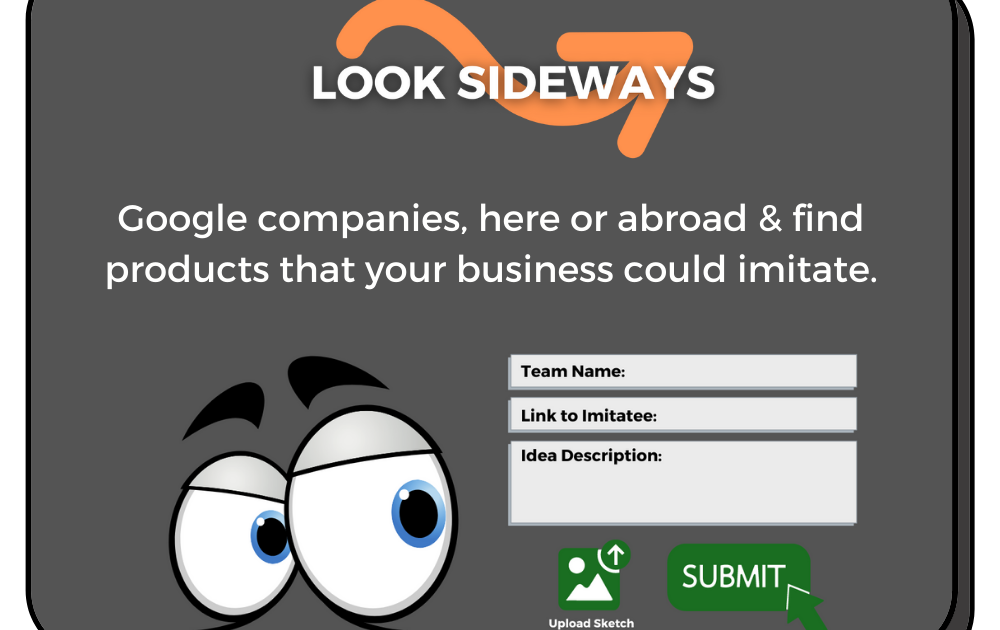 LOOK SIDEWAYS
Google companies, here or abroad & find
products that your business could imitate.
Team Name:
Link to Imitatee:
Idea Description:
SUBMIT
Upload Sketch